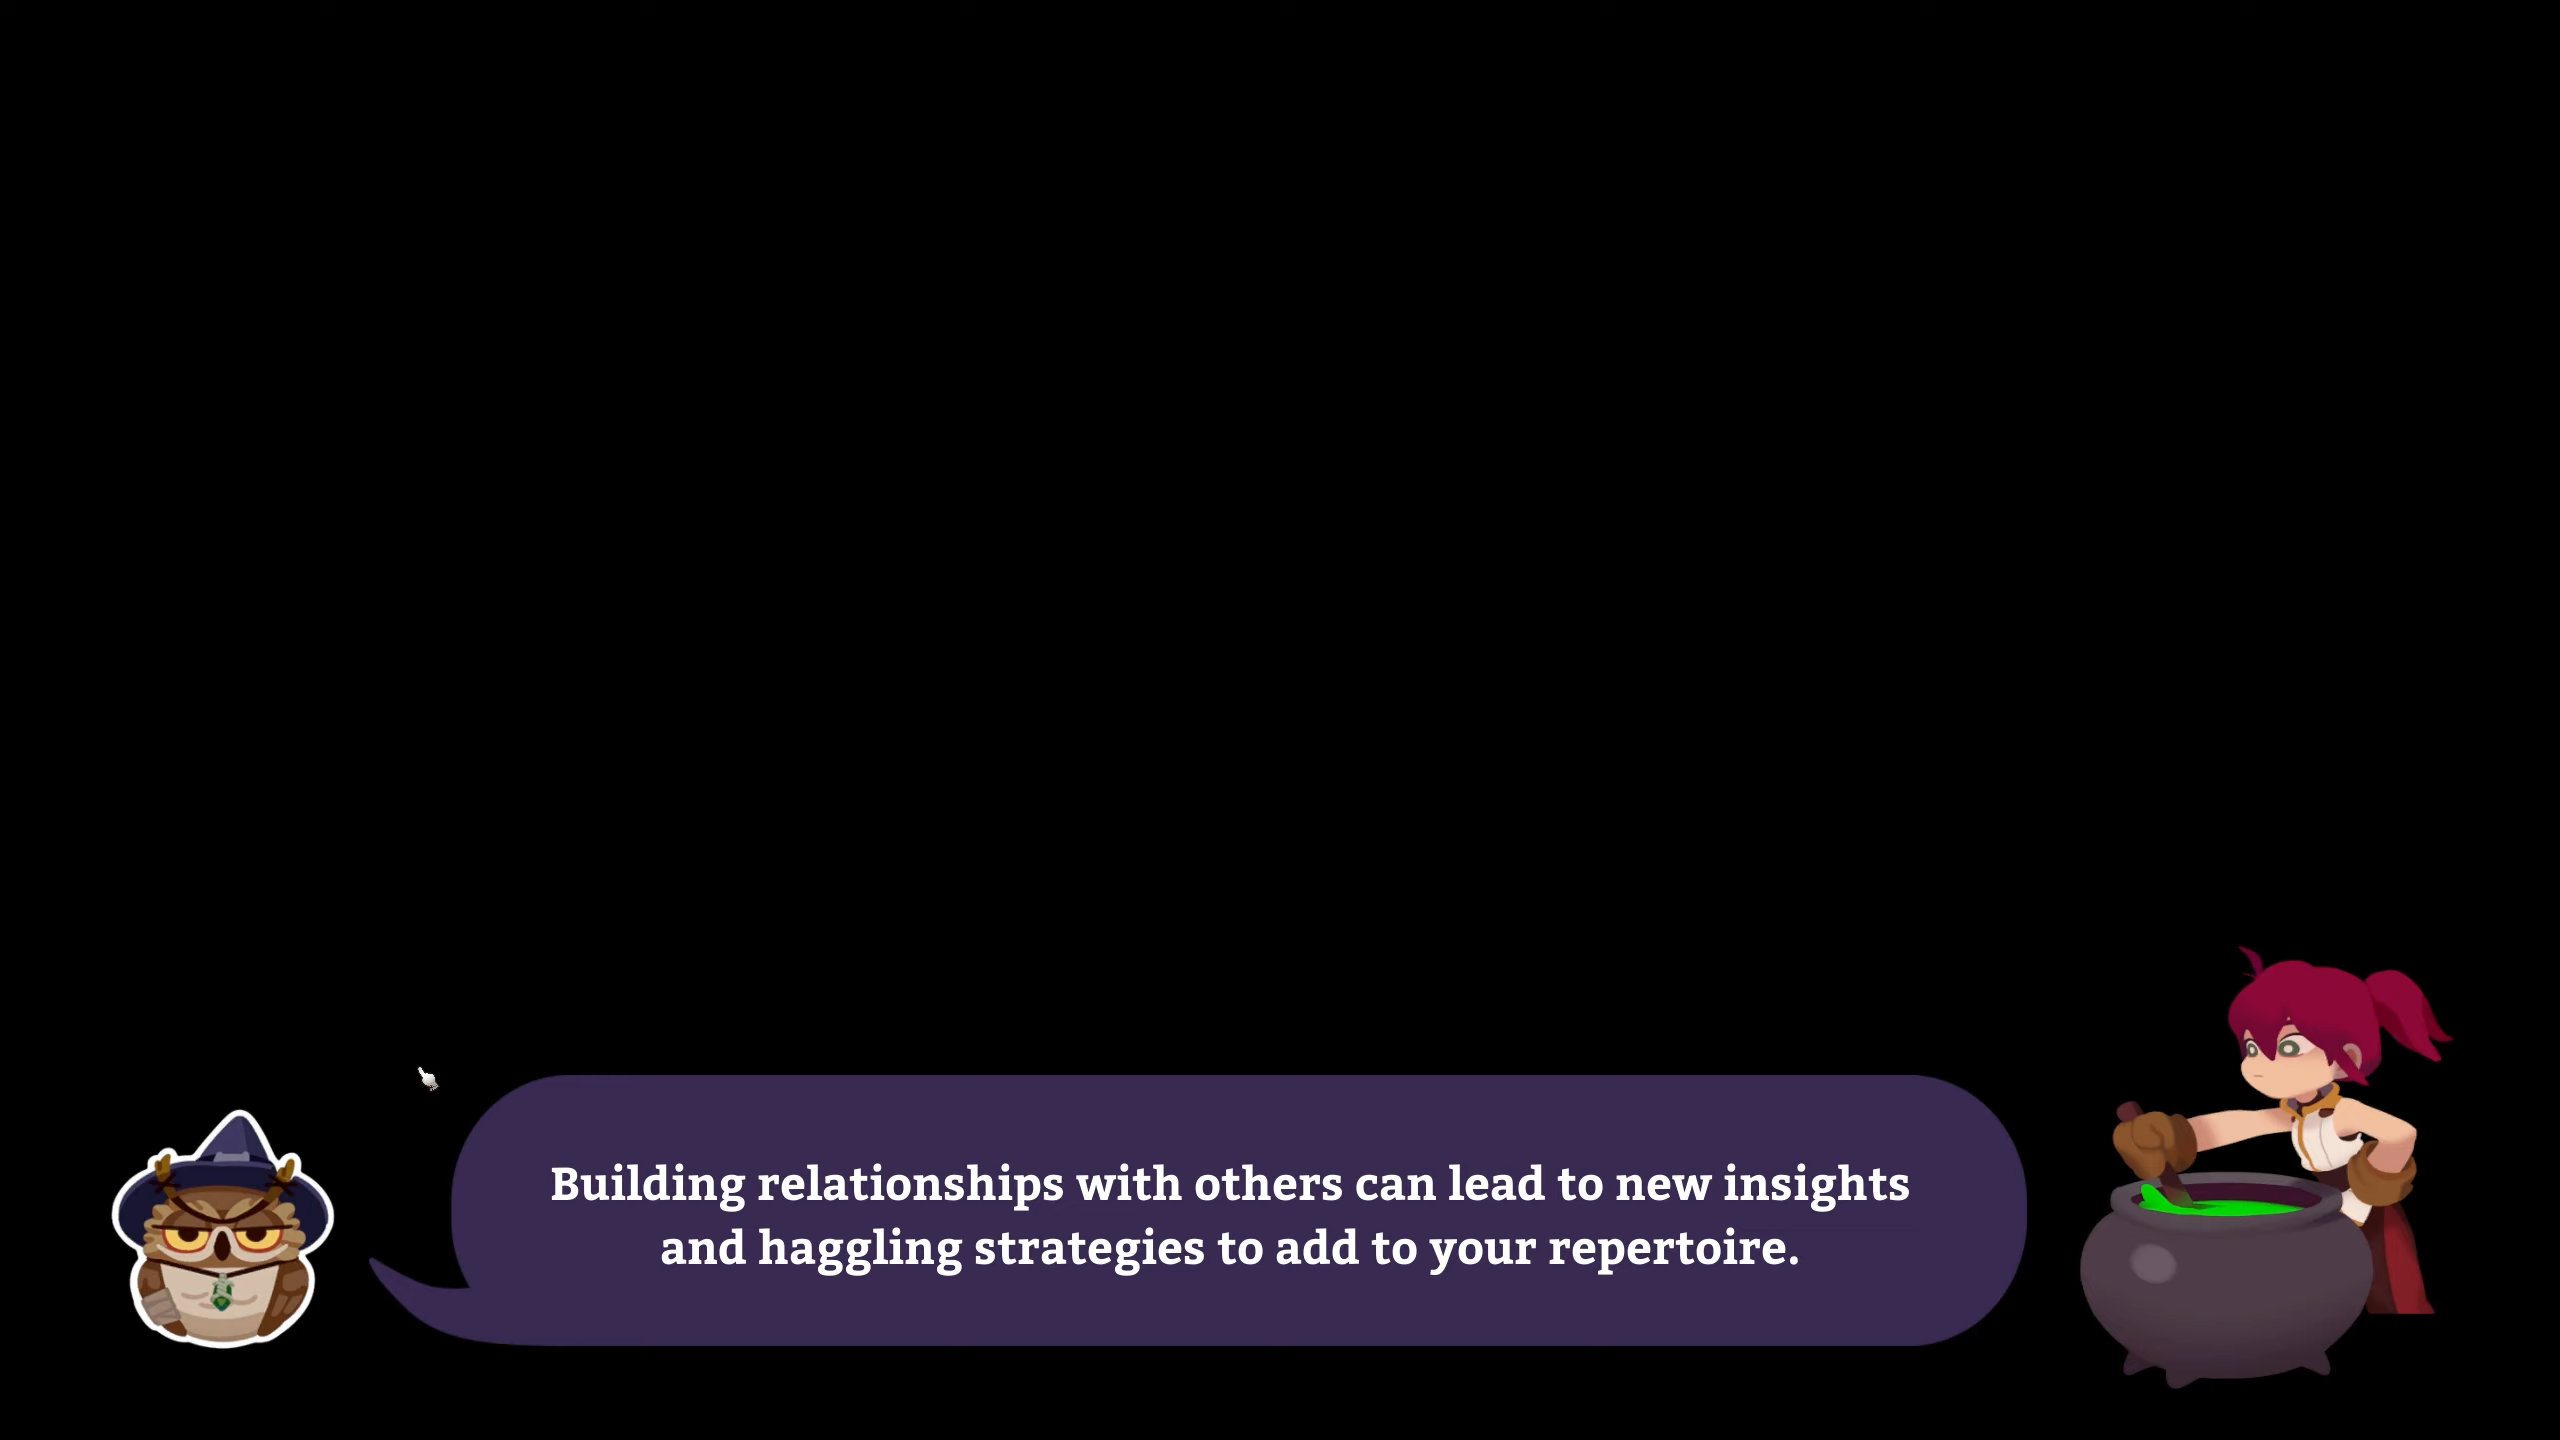 Building relationships with others can lead to new insights
and haggling strategies to add to your repertoire.